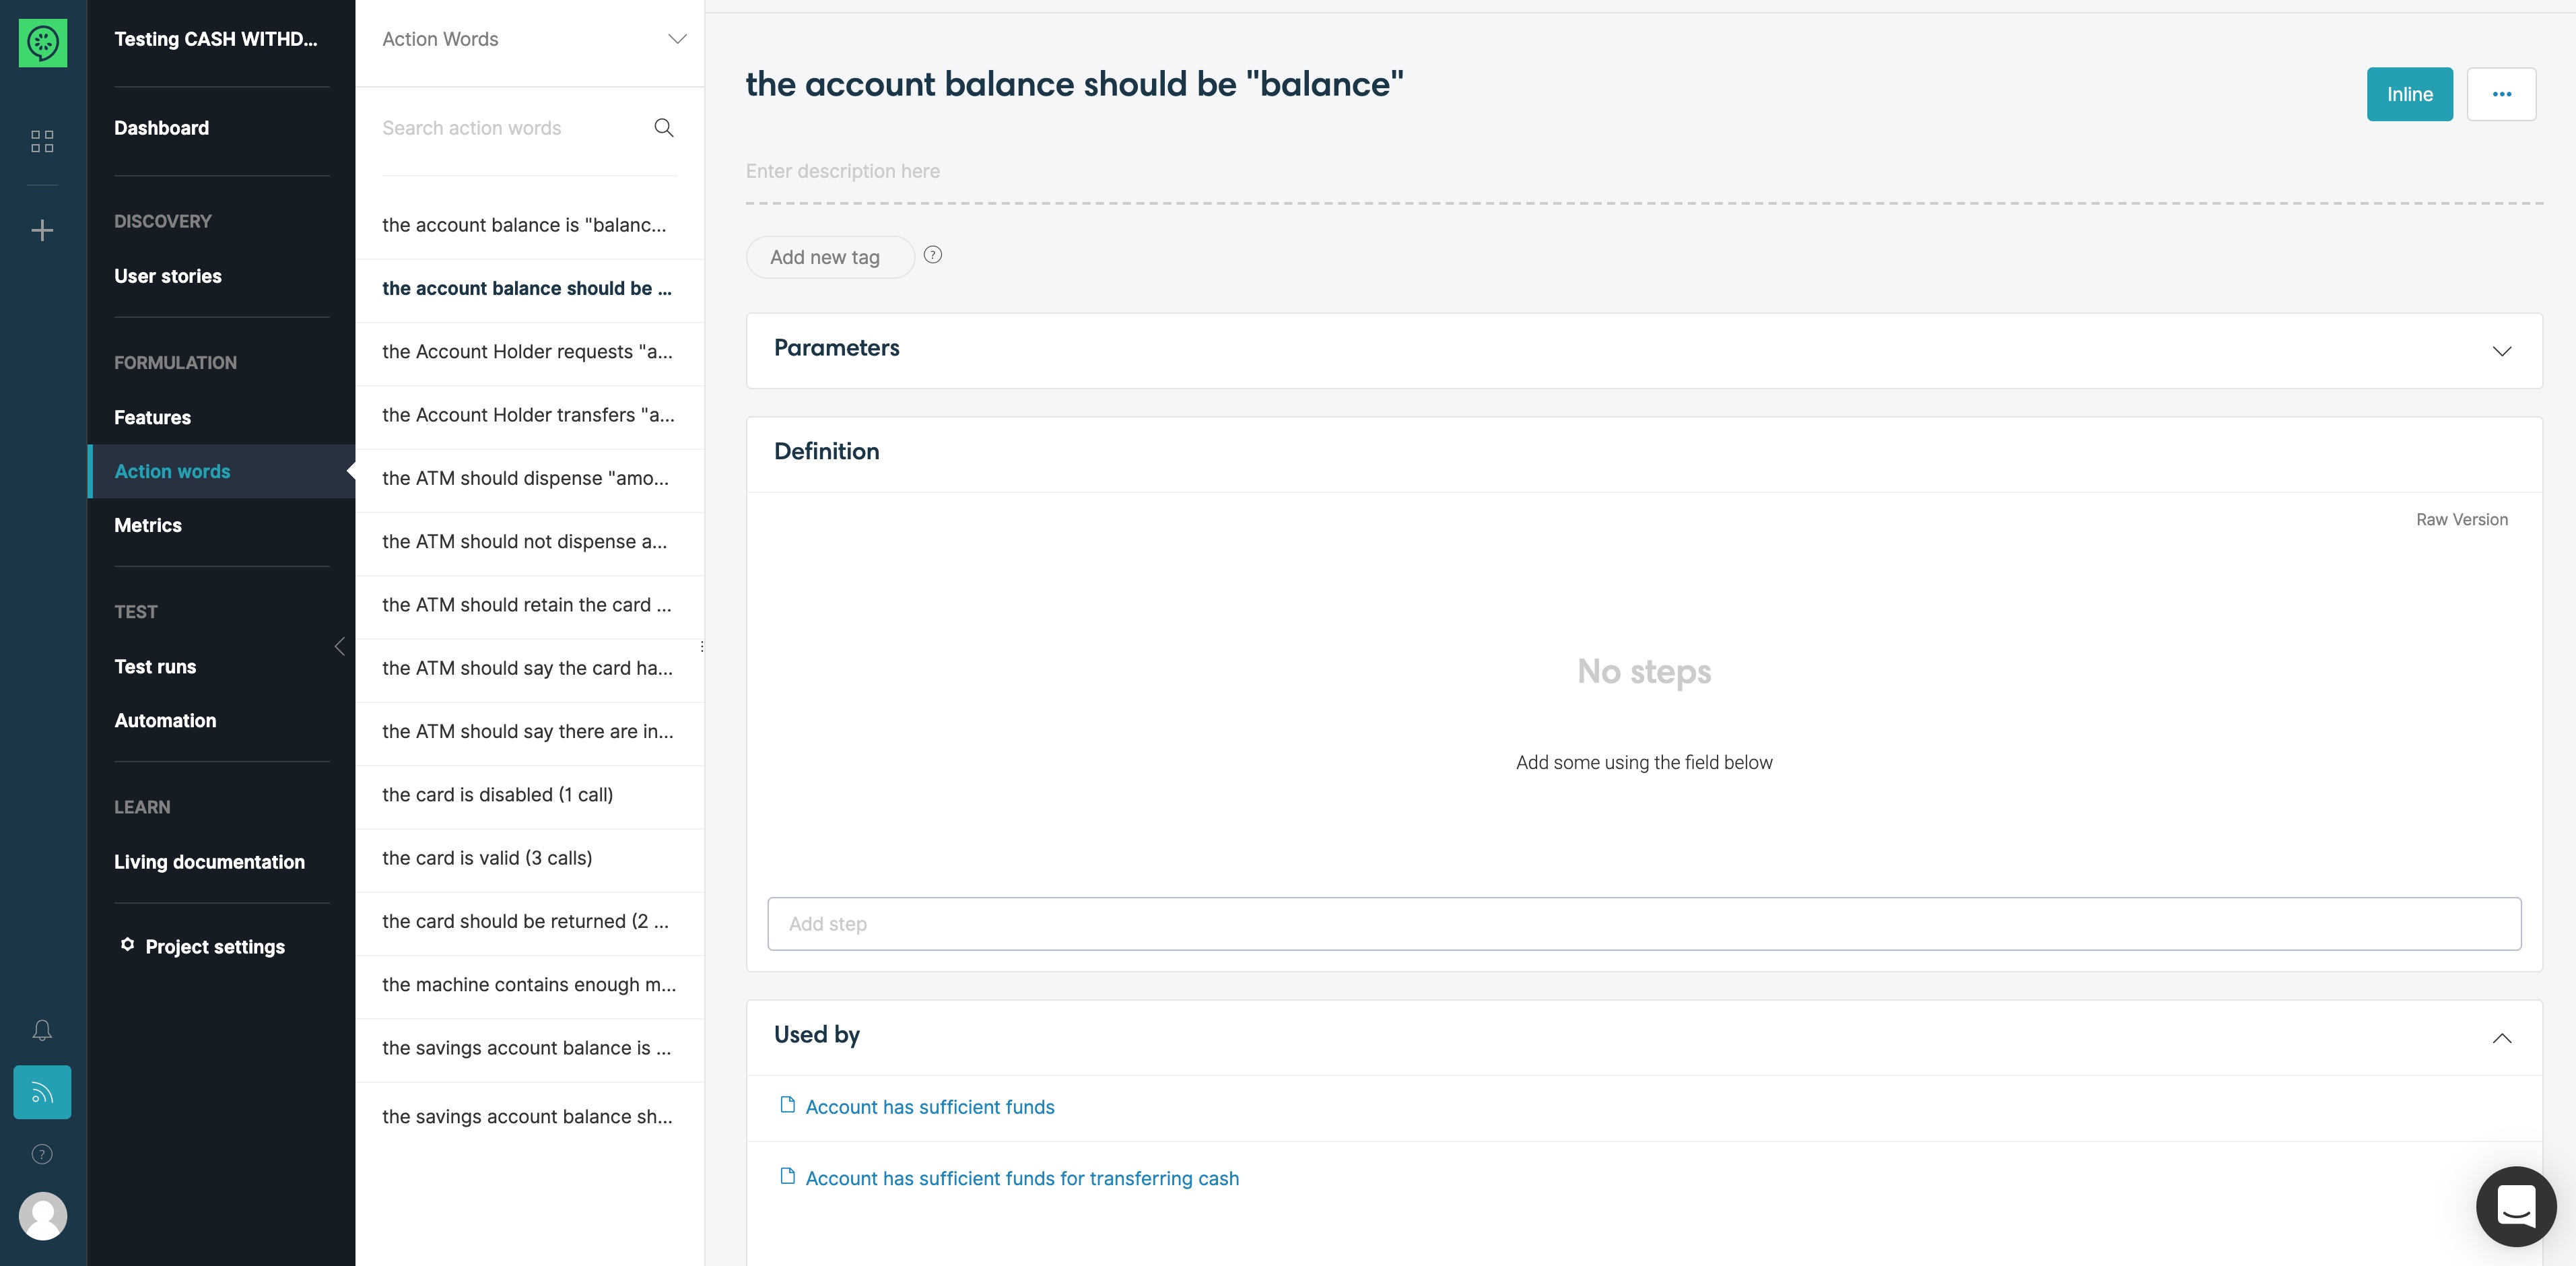 Testing CASH WITHD...
Dashboard
DISCOVERY
User stories
FORMULATION
Features
Action words
Metrics
TEST
Test runs
Automation
LEARN
Living documentation
Project settings
Action Words
Search action words
the account balance is "balanc...
the account balance should be ...
the Account Holder requests "a...
the Account Holder transfers "a...
the ATM should dispense "amo...
the ATM should not dispense a...
the ATM should retain the card ...
the ATM should say the card ha...
the ATM should say there are in...
the card is disabled (1 call)
the card is valid (3 calls)
the card should be returned (2 ...
the machine contains enough m...
the savings account balance is ...
the savings account balance sh...
the account balance should be "balance"
Inline
Enter description here
Add new tag
Parameters
Definition
Raw Version
No steps
Add some using the field below
Add step
Used by
Account has sufficient funds
Account has sufficient funds for transferring cash